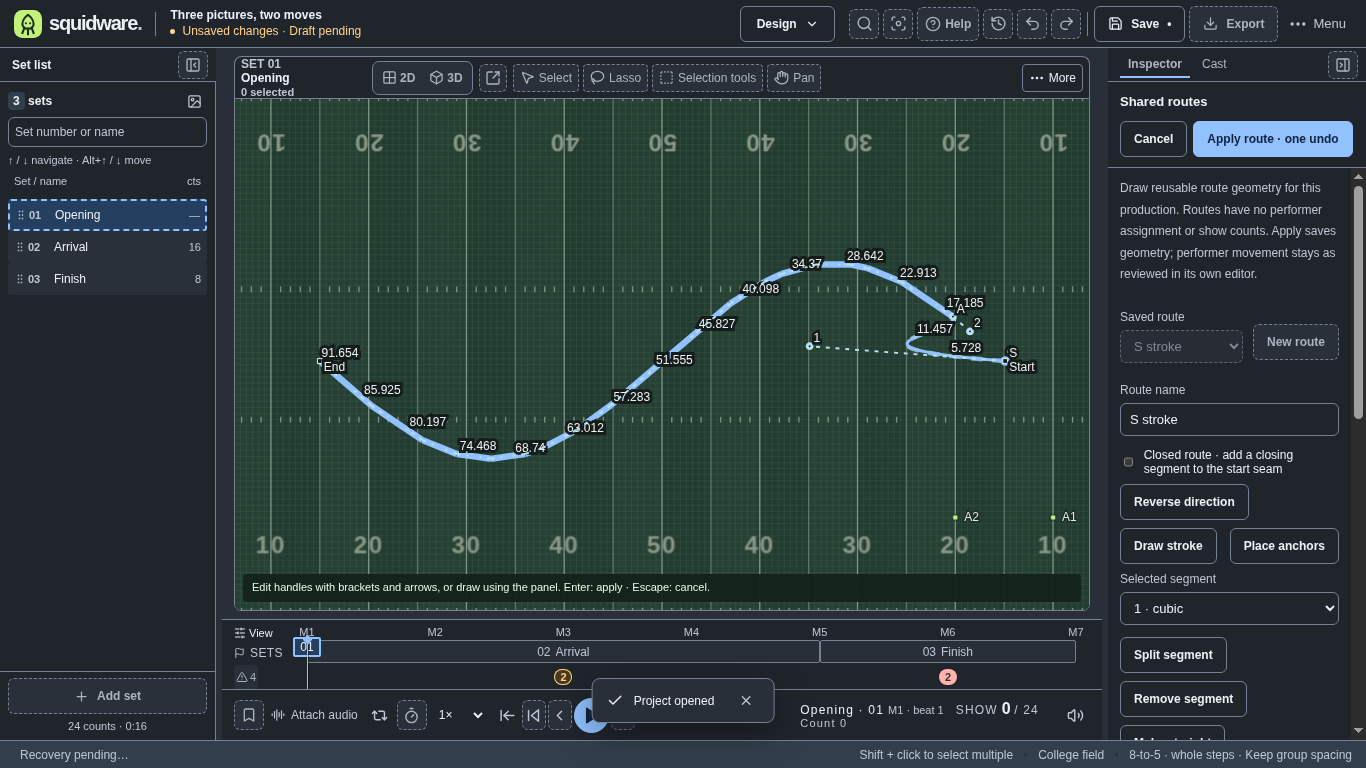 squidware.
Three pictures, two moves
Unsaved changes · Draft pending
Design
Help
Save •
Export
Menu
Set list
3 sets
Set number or name
↑ / ↓ navigate · Alt+↑ / ↓ move
Set / name cts
01 Opening —
02 Arrival 16
03 Finish 8
Add set
24 counts · 0:16
SET 01
Opening
0 selected
2D
3D
Select
Lasso
Selection tools
Pan
More
10 20 30 40 50 40 30 20 10
34.37
28.642
22.913
40.098
17.185
A
45.827
11.457
2
1
5.728
S
Start
91.654
End
51.555
85.925
57.283
80.197
63.012
74.468
68.74
A2
A1
10 20 30 40 50 40 30 20 10
Edit handles with brackets and arrows, or draw using the panel. Enter: apply · Escape: cancel.
View
M1 M2 M3 M4 M5 M6 M7
SETS
01
02 Arrival
03 Finish
4
2
2
Attach audio
1×
Project opened
Opening · 01 M1 · beat 1
Count 0
SHOW 0 / 24
Inspector
Cast
Shared routes
Cancel
Apply route · one undo
Draw reusable route geometry for this
production. Routes have no performer
assignment or show counts. Apply saves
geometry; performer movement stays as
reviewed in its own editor.
Saved route
S stroke
New route
Route name
S stroke
Closed route · add a closing
segment to the start seam
Reverse direction
Draw stroke
Place anchors
Selected segment
1 · cubic
Split segment
Remove segment
Recovery pending…
Shift + click to select multiple · College field · 8-to-5 · whole steps · Keep group spacing